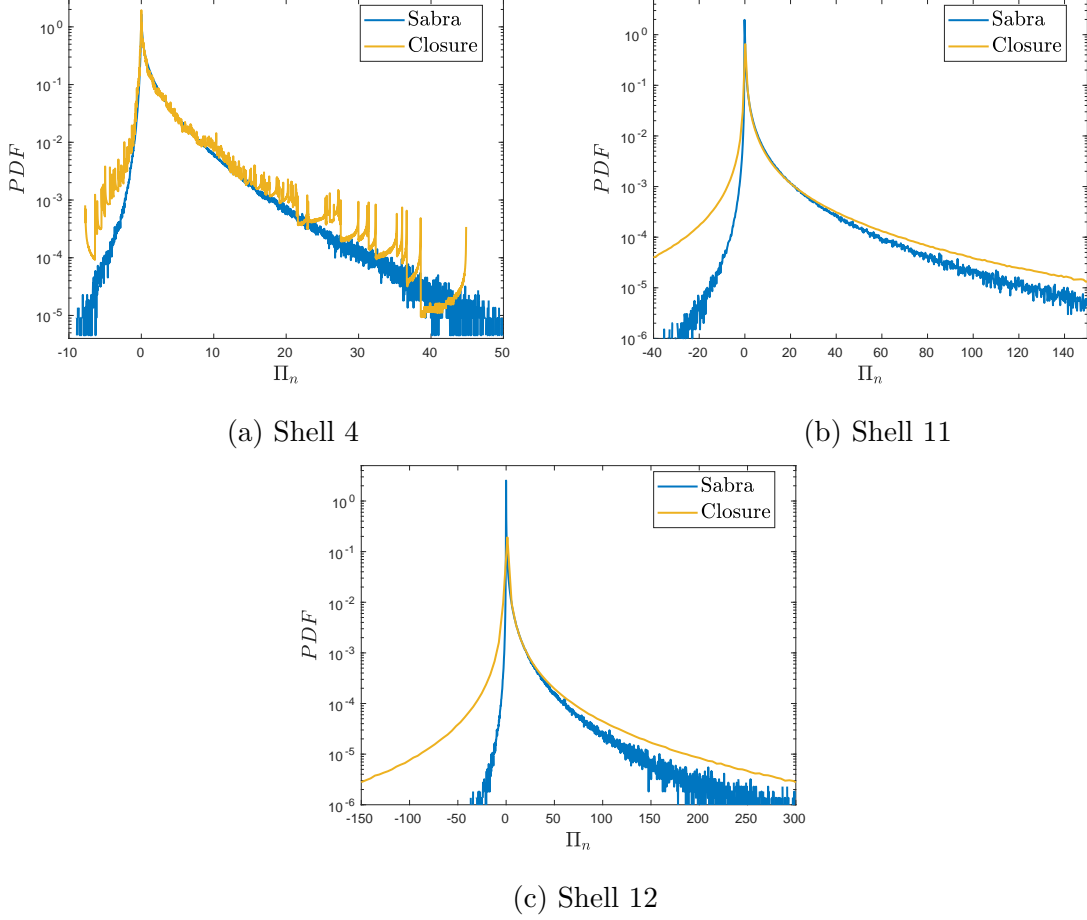 Sabra
Closure
10^0
10^-1
10^-2
10^-3
10^-4
10^-5
PDF
-10 0 10 20 30 40 50
Π_n
(a) Shell 4
Sabra
Closure
10^0
10^-1
10^-2
10^-3
10^-4
10^-5
10^-6
PDF
-40 -20 0 20 40 60 80 100 120 140
Π_n
(b) Shell 11
Sabra
Closure
10^0
10^-1
10^-2
10^-3
10^-4
10^-5
10^-6
PDF
-150 -100 -50 0 50 100 150 200 250 300
Π_n
(c) Shell 12